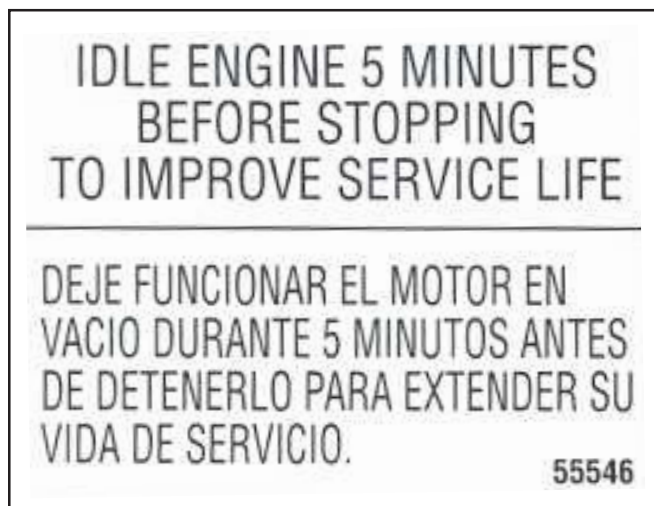 IDLE ENGINE 5 MINUTES
BEFORE STOPPING
TO IMPROVE SERVICE LIFE
DEJE FUNCIONAR EL MOTOR EN
VACIO DURANTE 5 MINUTOS ANTES
DE DETENERLO PARA EXTENDER SU
VIDA DE SERVICIO.
55546